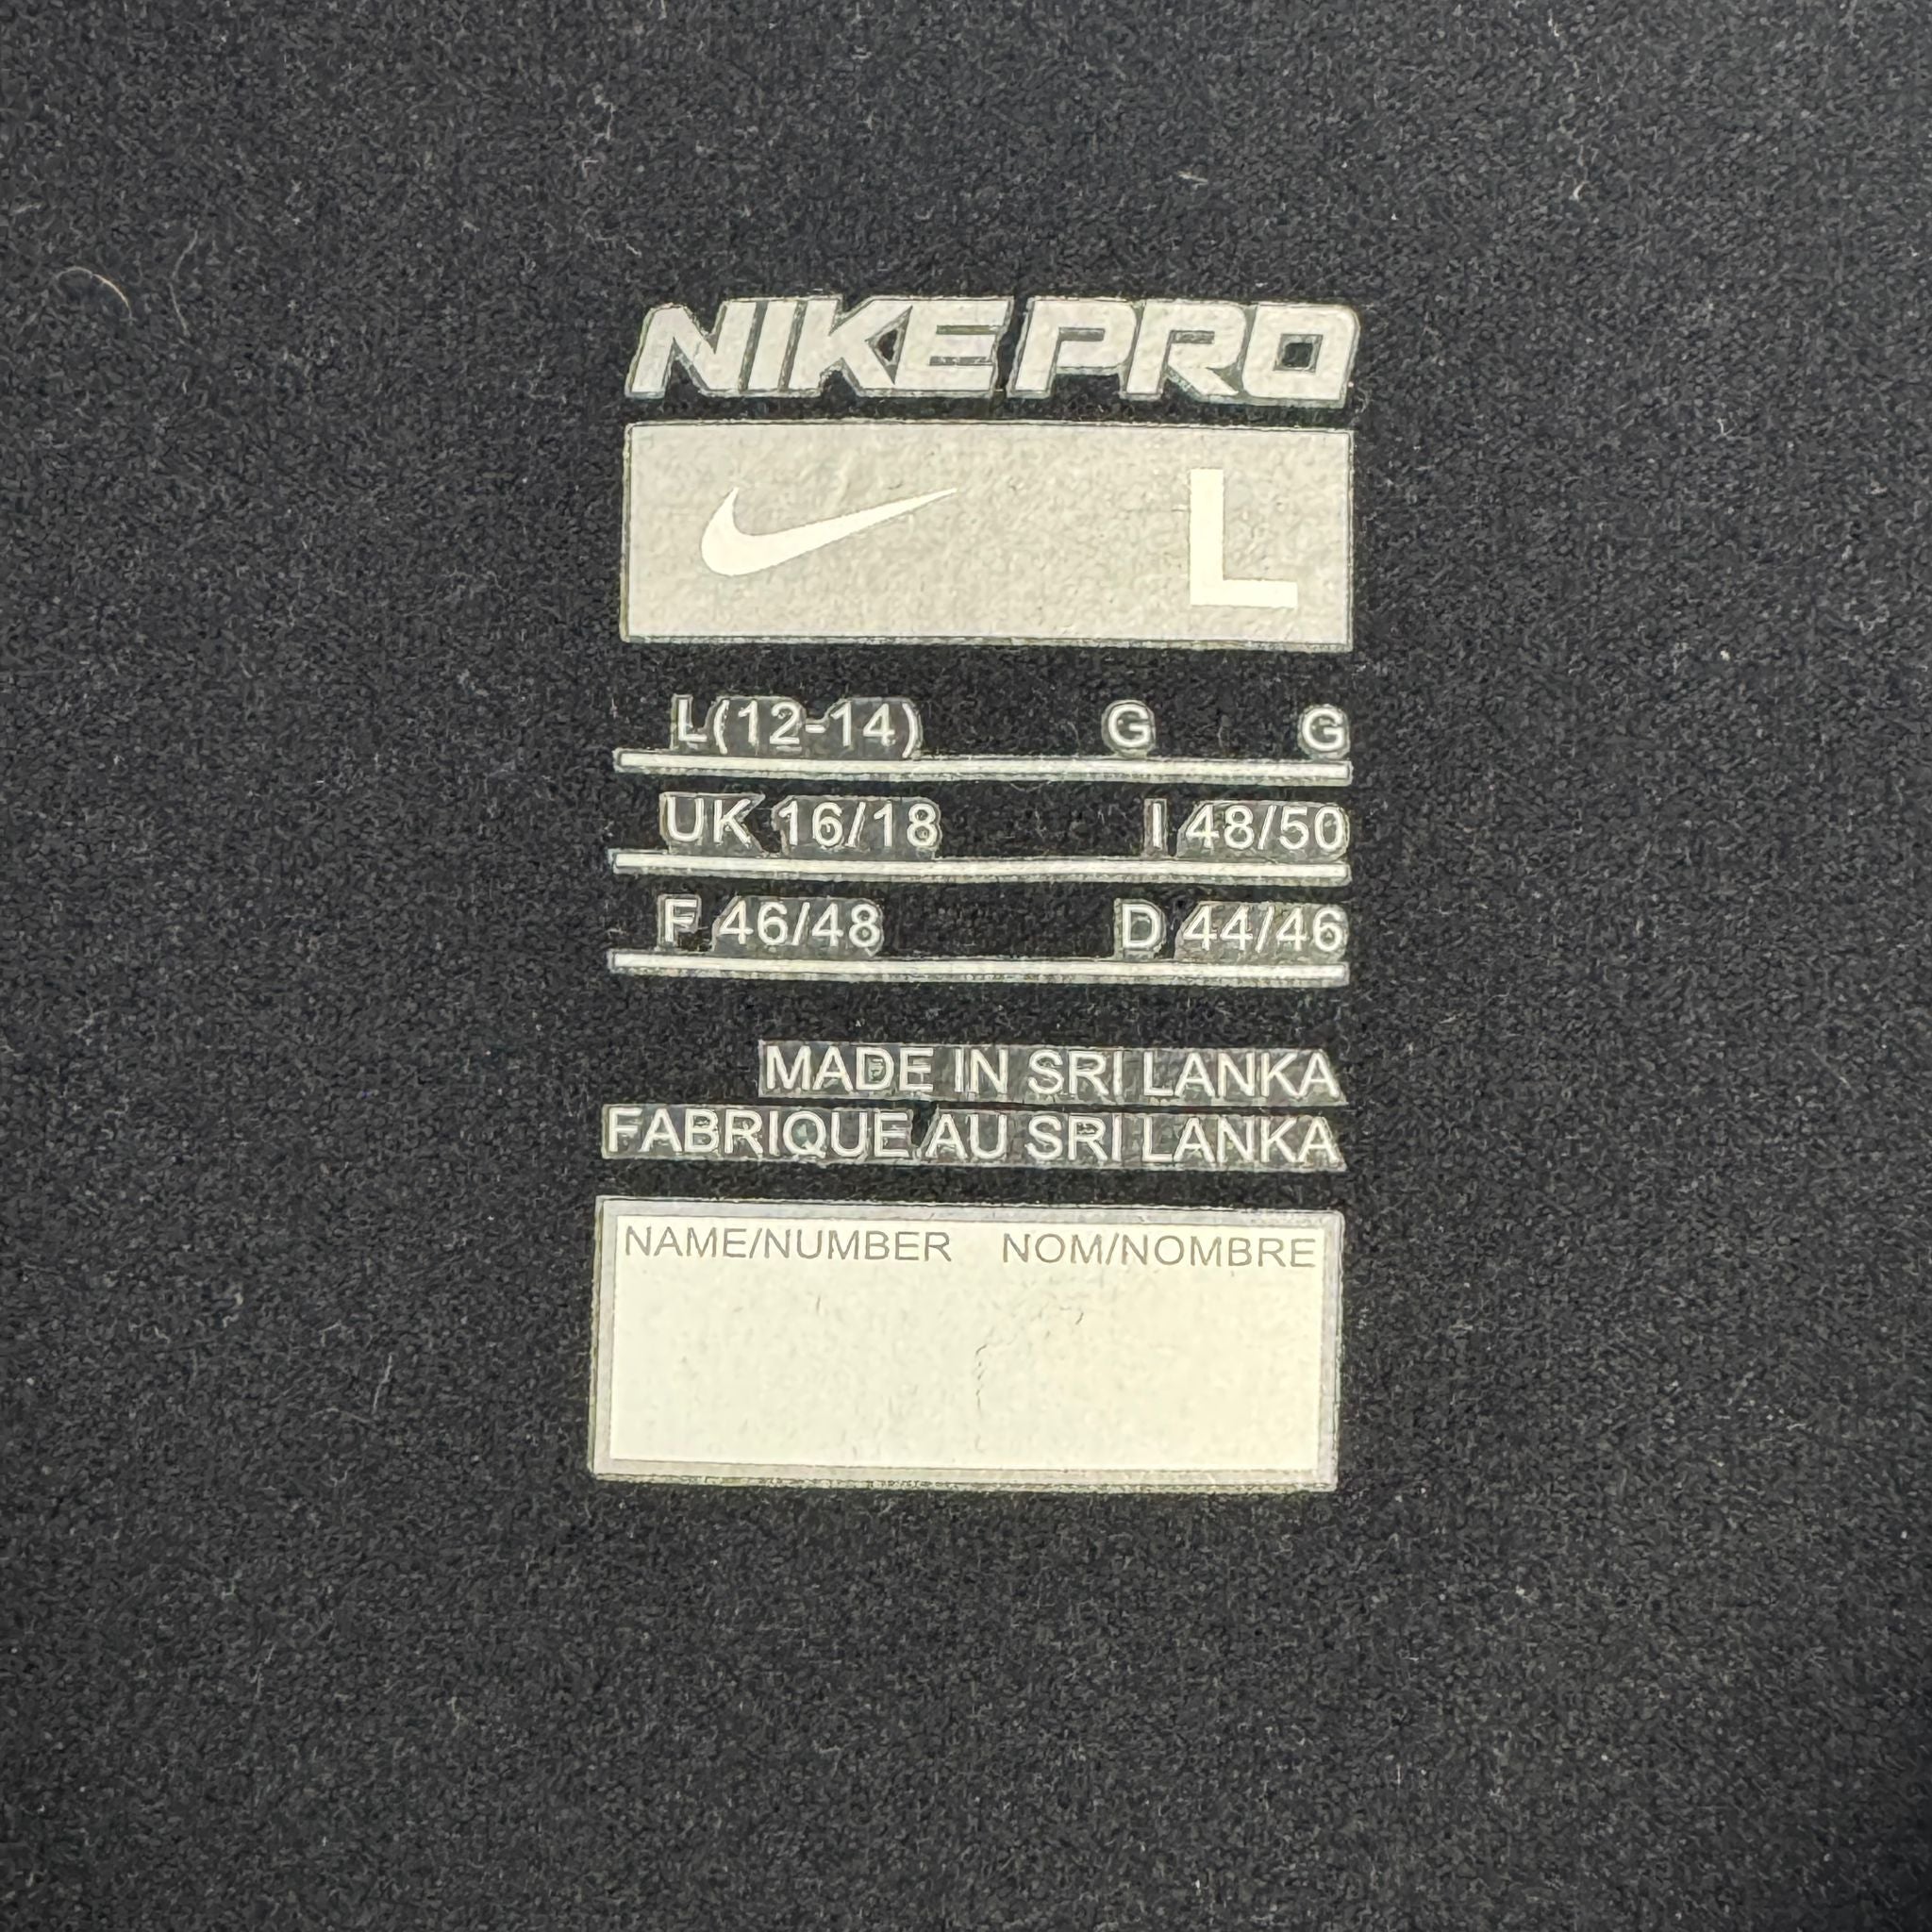 NIKE PRO
L
L(12-14) G G
UK 16/18 I 48/50
F 46/48 D 44/46
MADE IN SRI LANKA
FABRIQUE AU SRI LANKA
NAME/NUMBER NOM/NOMBRE